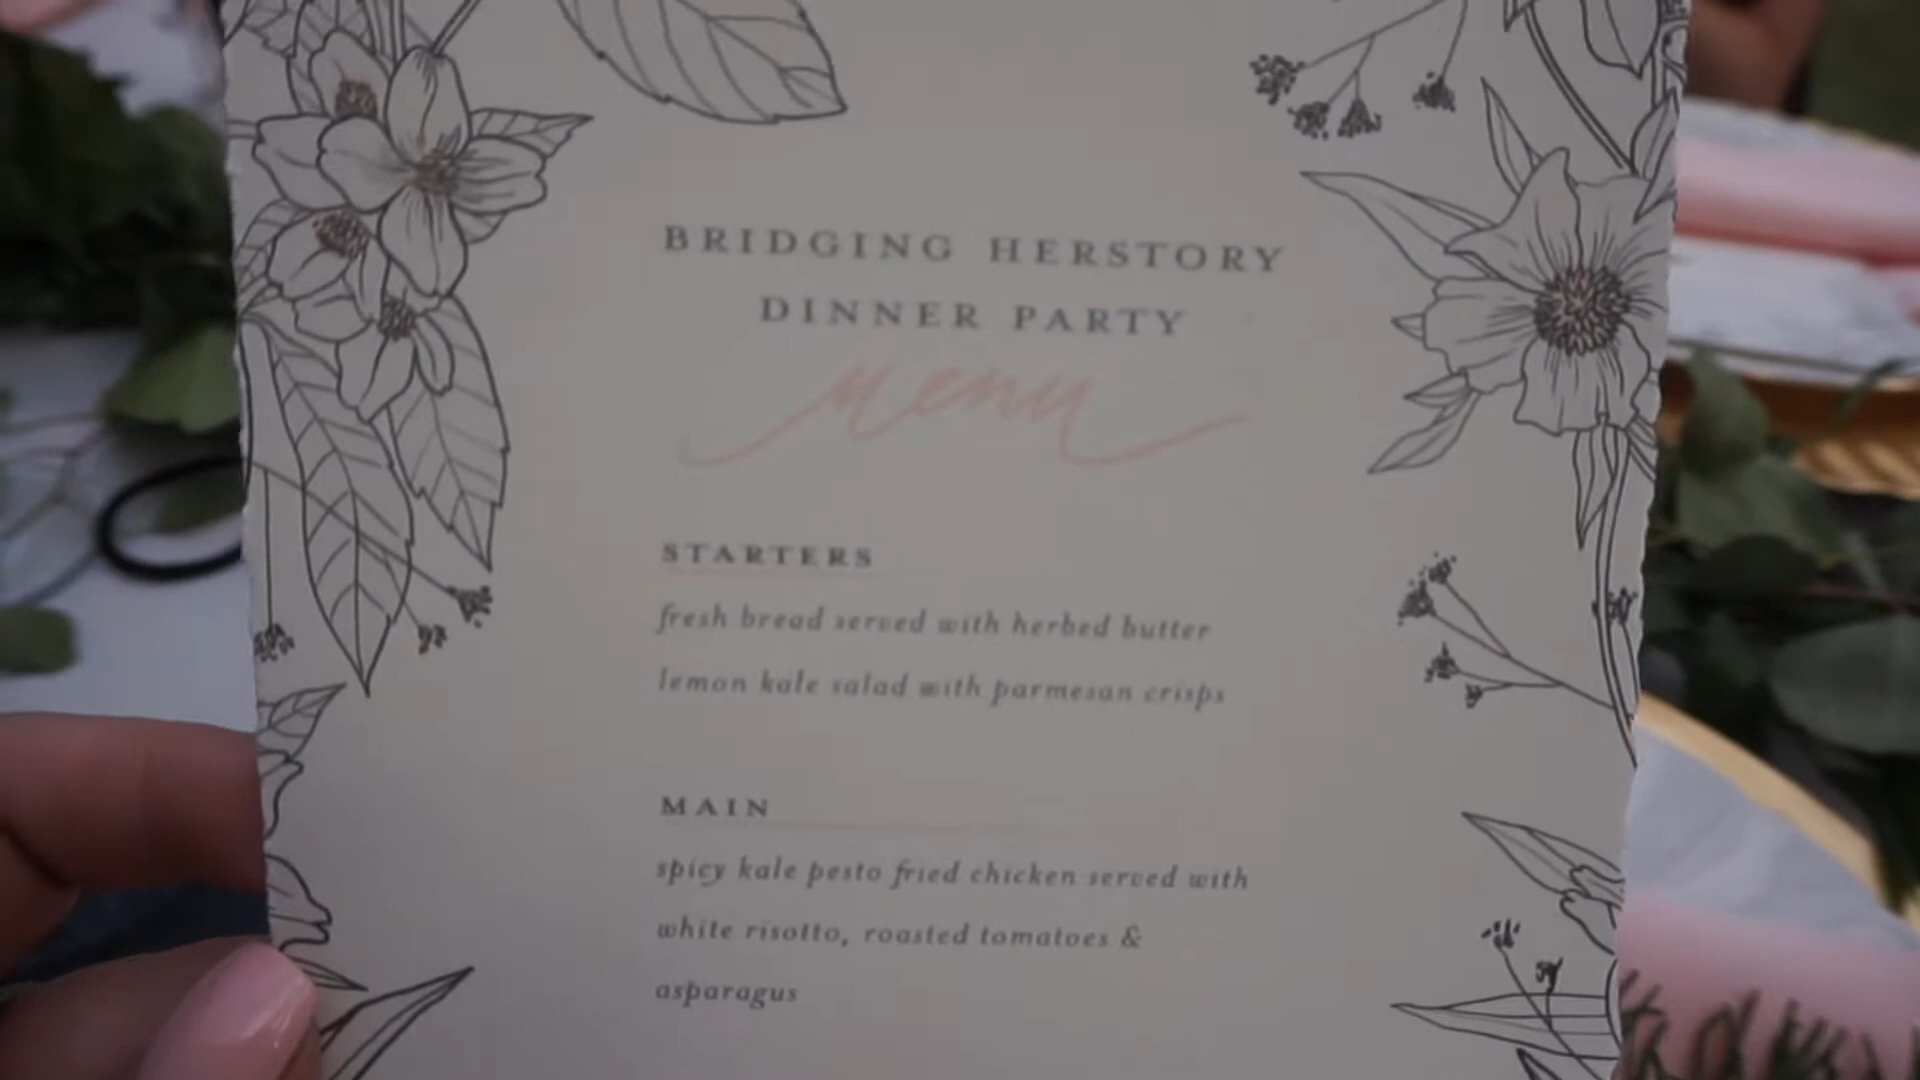 BRIDGING HERSTORY
DINNER PARTY
menu
STARTERS
fresh bread served with herbed butter
lemon kale salad with parmesan crisps
MAIN
spicy kale pesto fried chicken served with
white risotto, roasted tomatoes &
asparagus